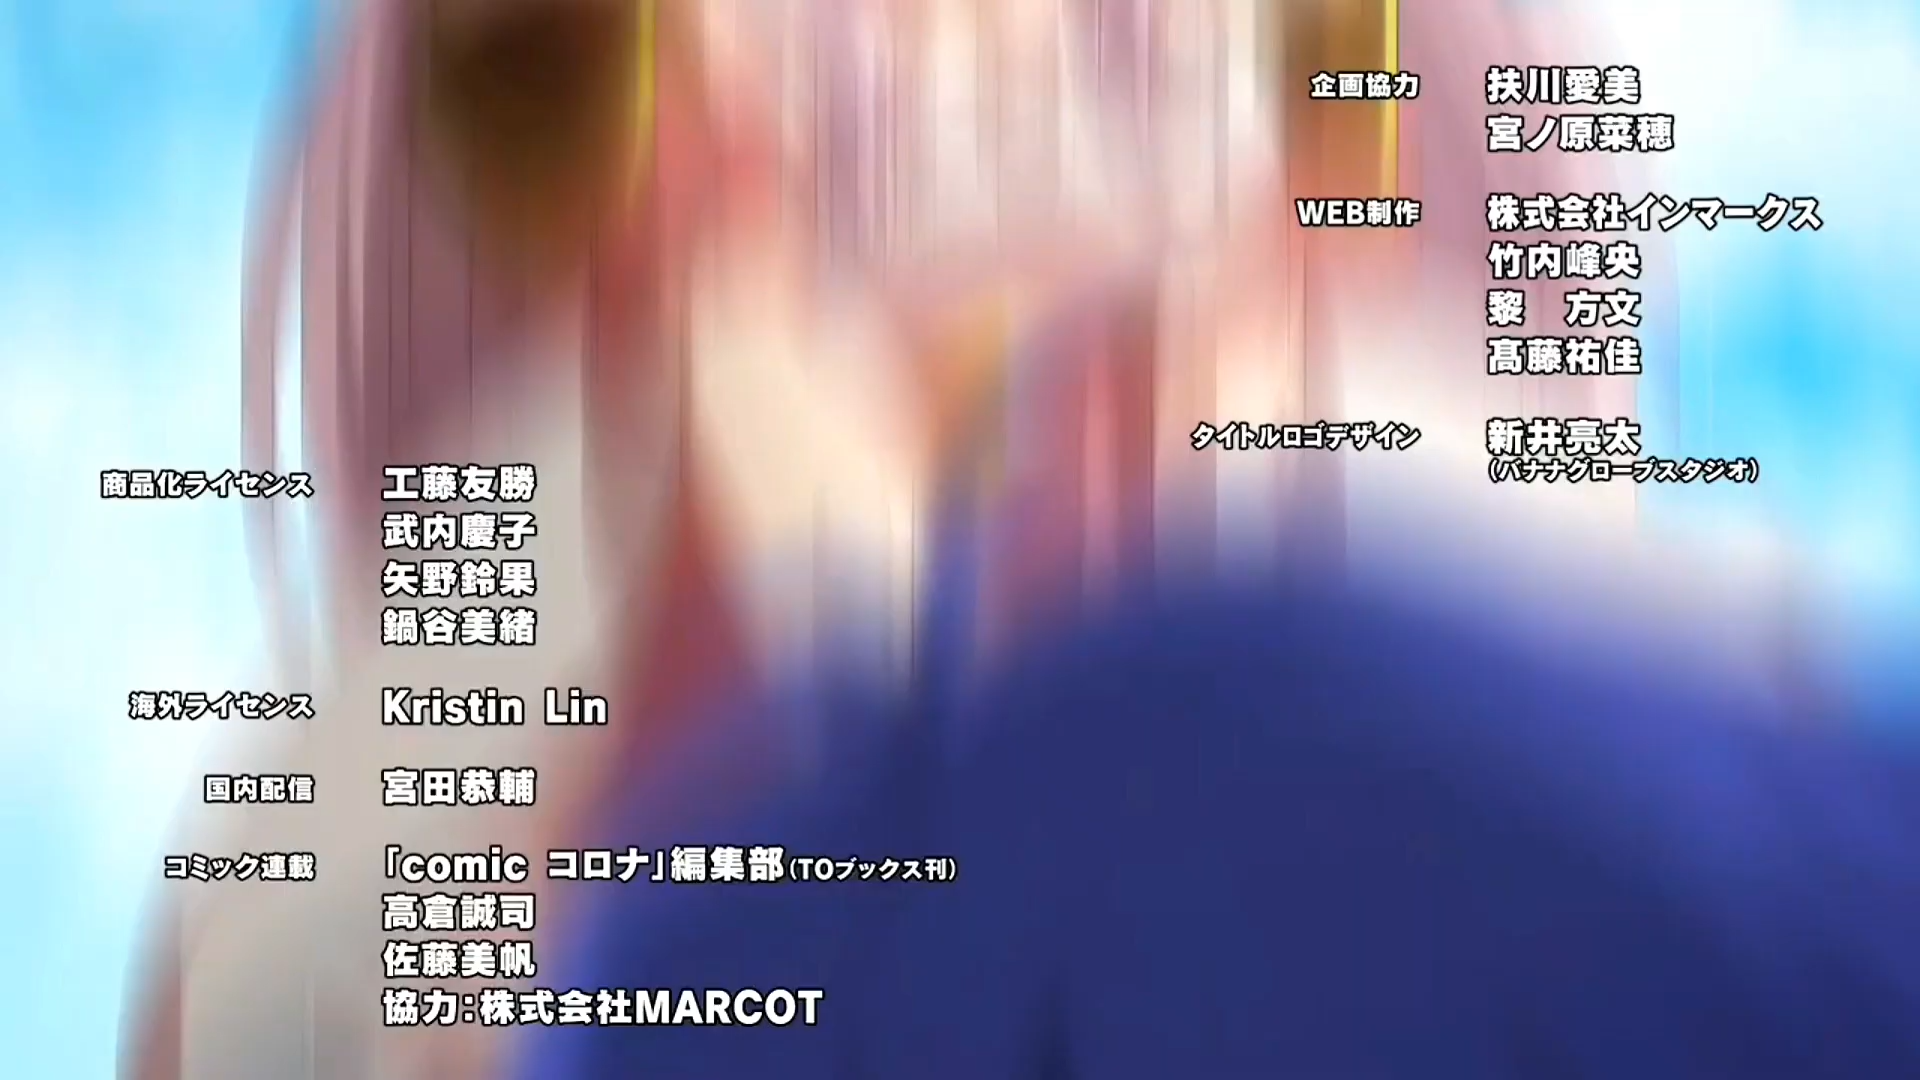 商品化ライセンス 工藤友勝
武内慶子
矢野鈴果
鍋谷美緒
海外ライセンス Kristin Lin
国内配信 宮田恭輔
コミック連載 「comic コロナ」編集部(TOブックス刊)
高倉誠司
佐藤美帆
協力:株式会社MARCOT
企画協力 扶川愛美
宮ノ原菜穂
WEB制作 株式会社インマークス
竹内峰央
黎　方文
髙藤祐佳
タイトルロゴデザイン 新井亮太
(バナナグローブスタジオ)